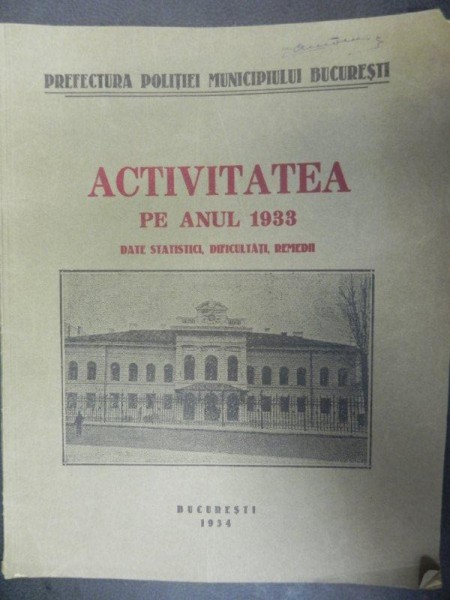 PREFECTURA POLIȚIEI MUNICIPIULUI BUCUREȘTI
ACTIVITATEA
PE ANUL 1933
DATE STATISTICI, DIFICULTĂȚI, REMEDII
BUCUREȘTI
1934